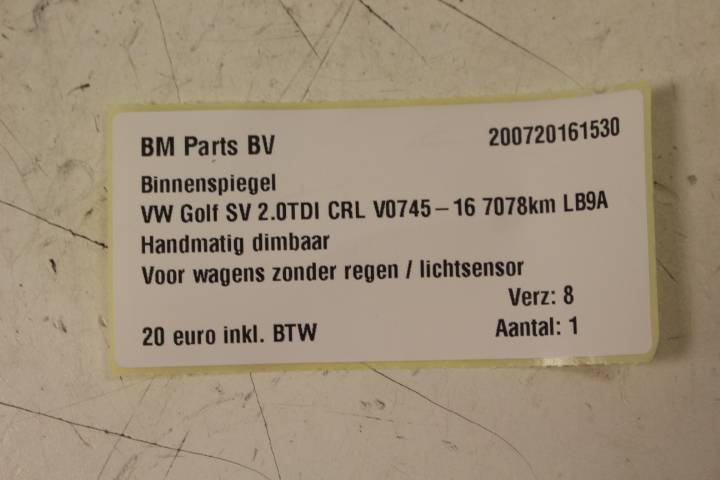 BM Parts BV 200720161530
Binnenspiegel
VW Golf SV 2.0TDI CRL V0745-16 7078km LB9A
Handmatig dimbaar
Voor wagens zonder regen / lichtsensor
Verz: 8
20 euro inkl. BTW Aantal: 1